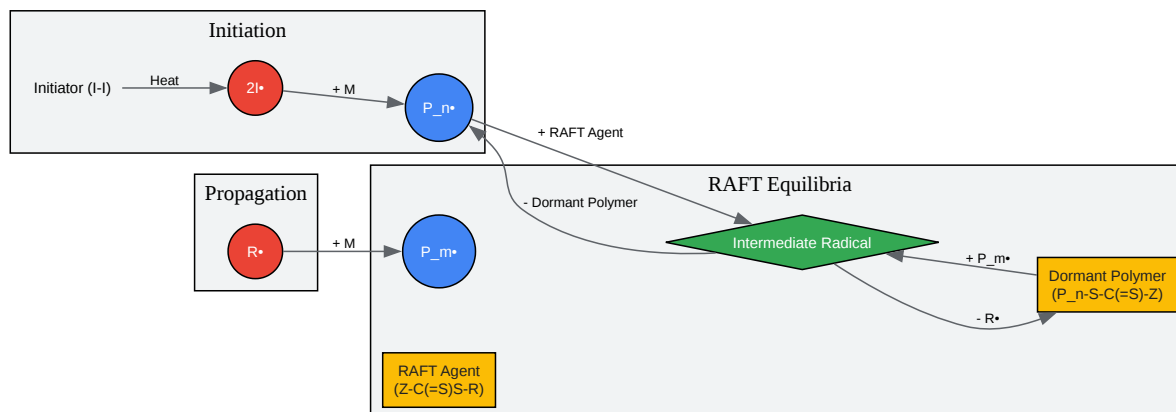 Initiation
Initiator (I-I)
Heat
2I•
+ M
P_n•
+ RAFT Agent
Propagation
R•
+ M
RAFT Equilibria
- Dormant Polymer
P_m•
Intermediate Radical
+ P_m•
Dormant Polymer
(P_n-S-C(=S)-Z)
- R•
RAFT Agent
(Z-C(=S)S-R)